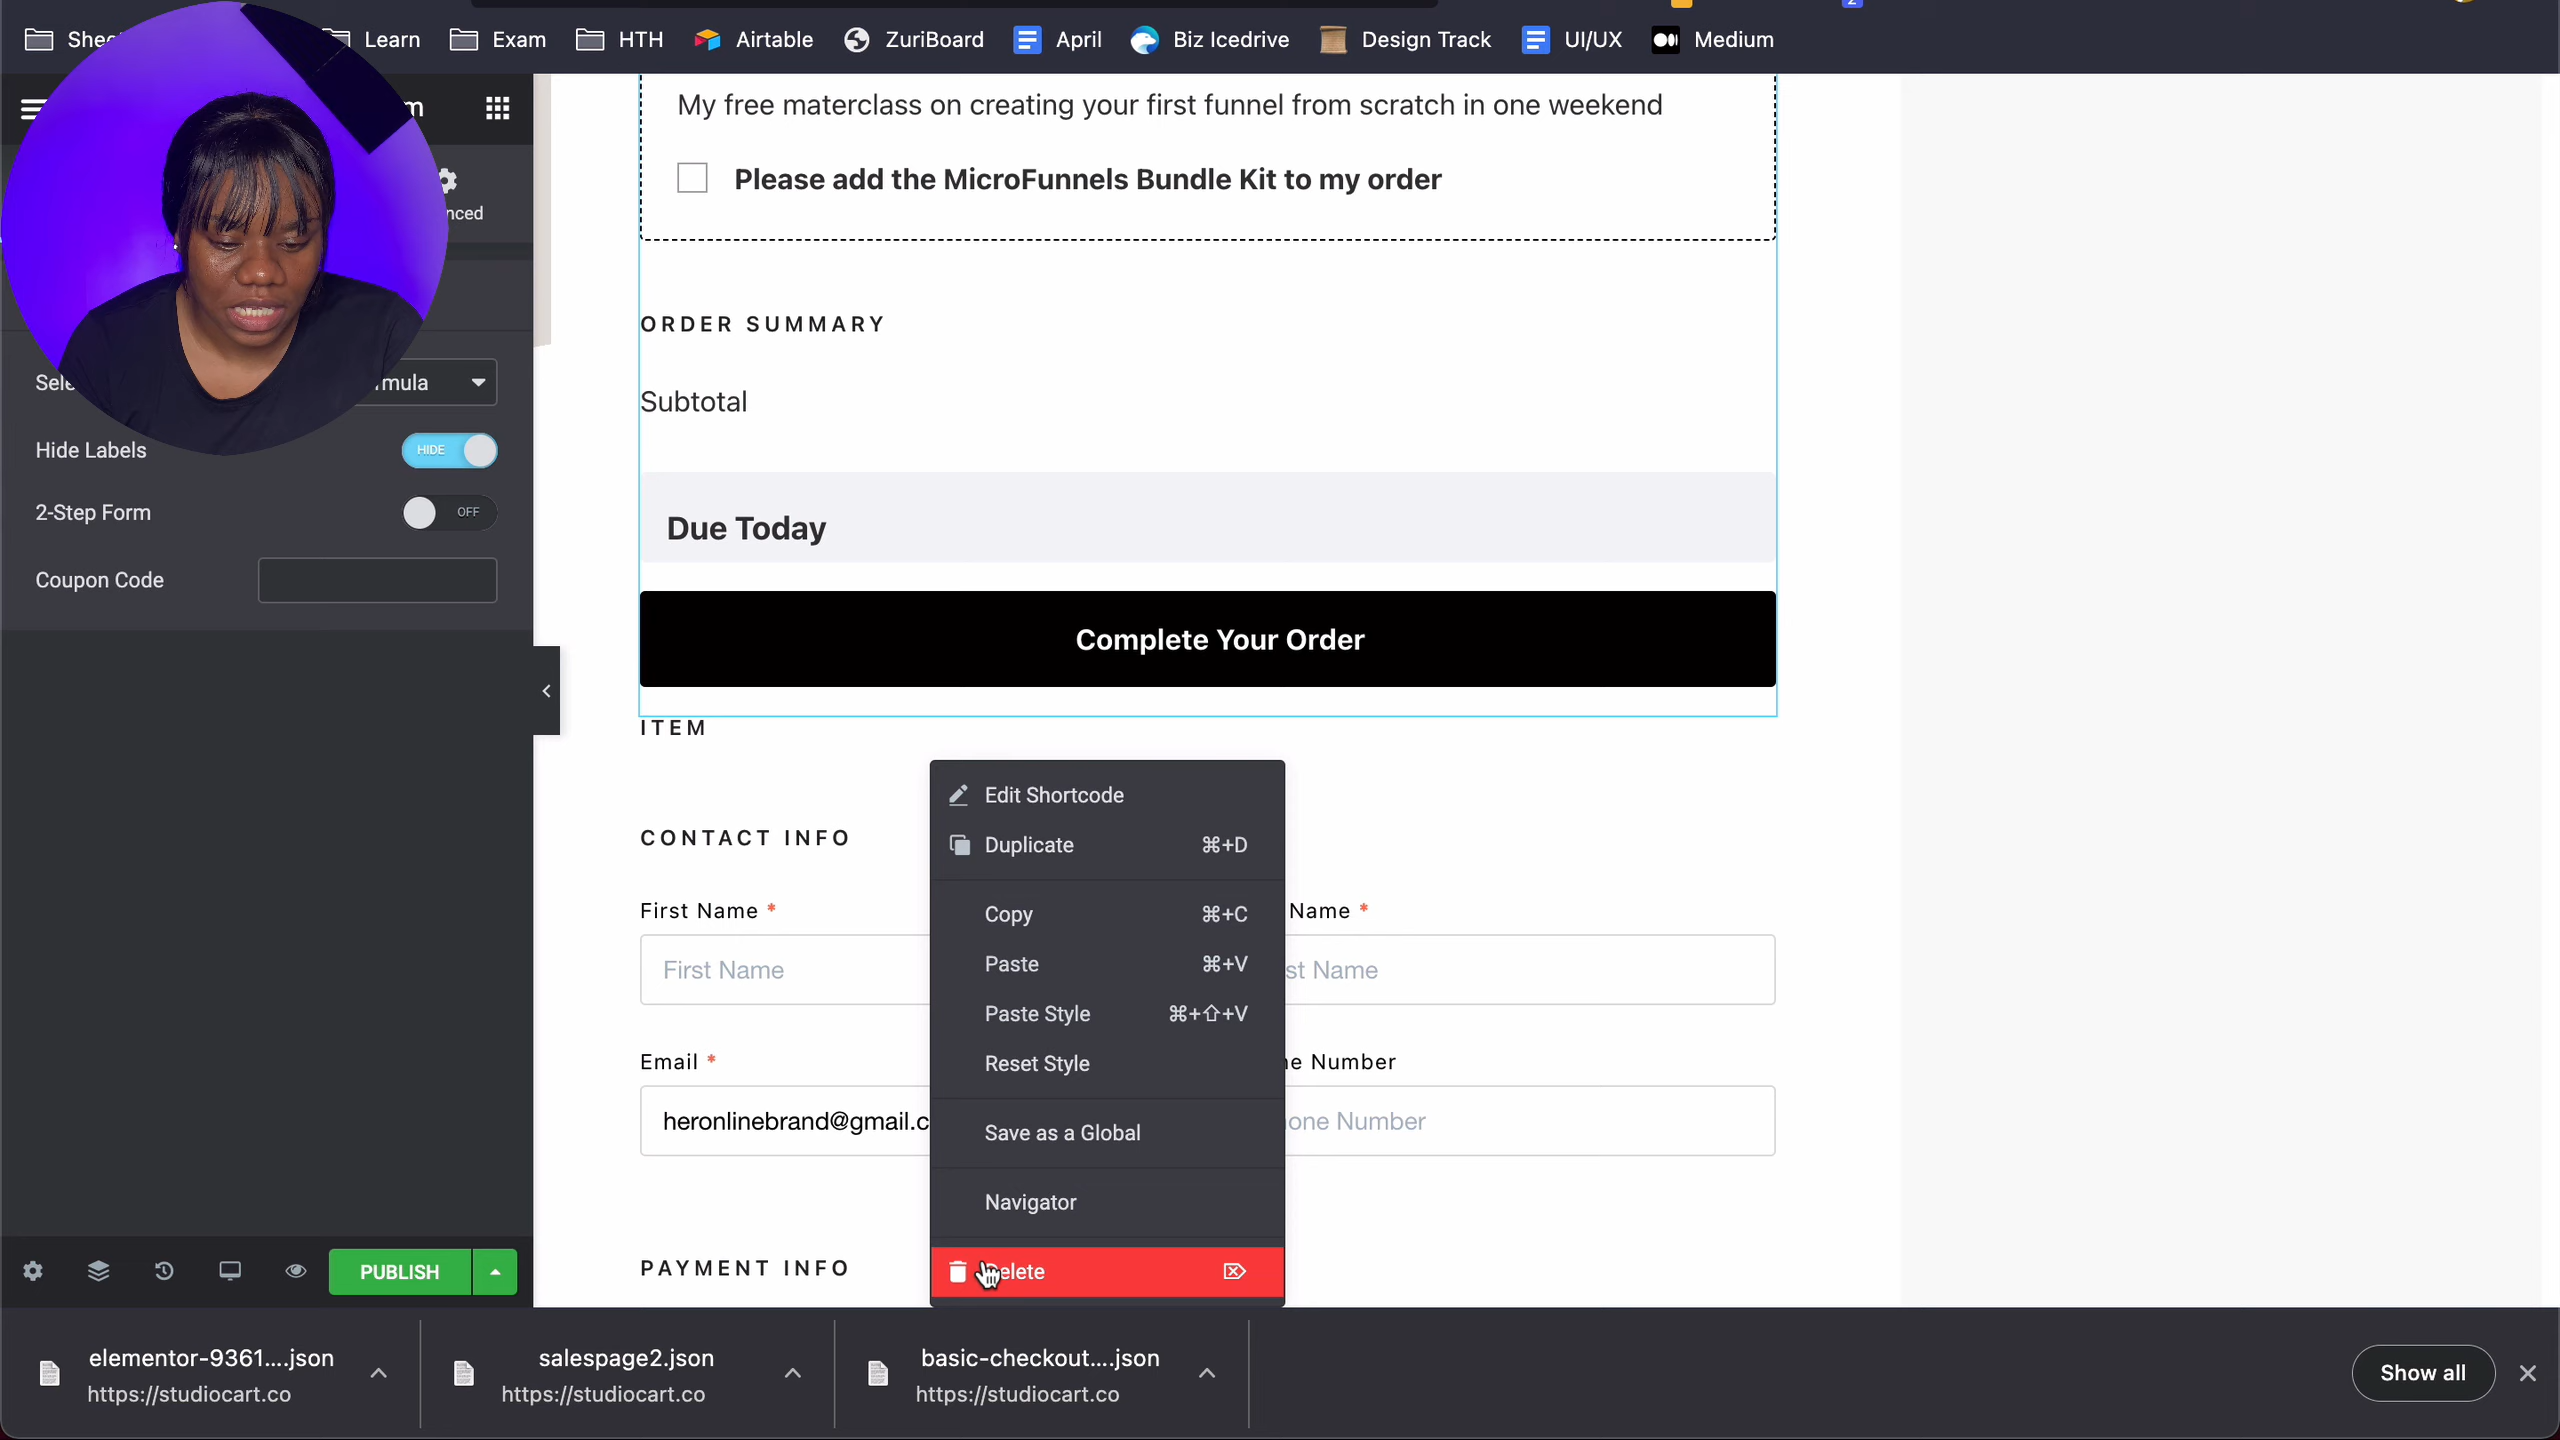 Learn
Exam
HTH
Airtable
ZuriBoard
April
Biz Icedrive
Design Track
UI/UX
Medium
2
My free materclass on creating your first funnel from scratch in one weekend
Please add the MicroFunnels Bundle Kit to my order
ORDER SUMMARY
Subtotal
Due Today
Complete Your Order
ITEM
CONTACT INFO
First Name *
Name *
First Name
st Name
Email *
ne Number
heronlinebrand@gmail.c
one Number
PAYMENT INFO
Edit Shortcode
Duplicate ⌘+D
Copy ⌘+C
Paste ⌘+V
Paste Style ⌘+⇧+V
Reset Style
Save as a Global
Navigator
Delete
nced
Sele
rmula
Hide Labels
HIDE
2-Step Form
OFF
Coupon Code
PUBLISH
elementor-9361....json
https://studiocart.co
salespage2.json
https://studiocart.co
basic-checkout....json
https://studiocart.co
Show all